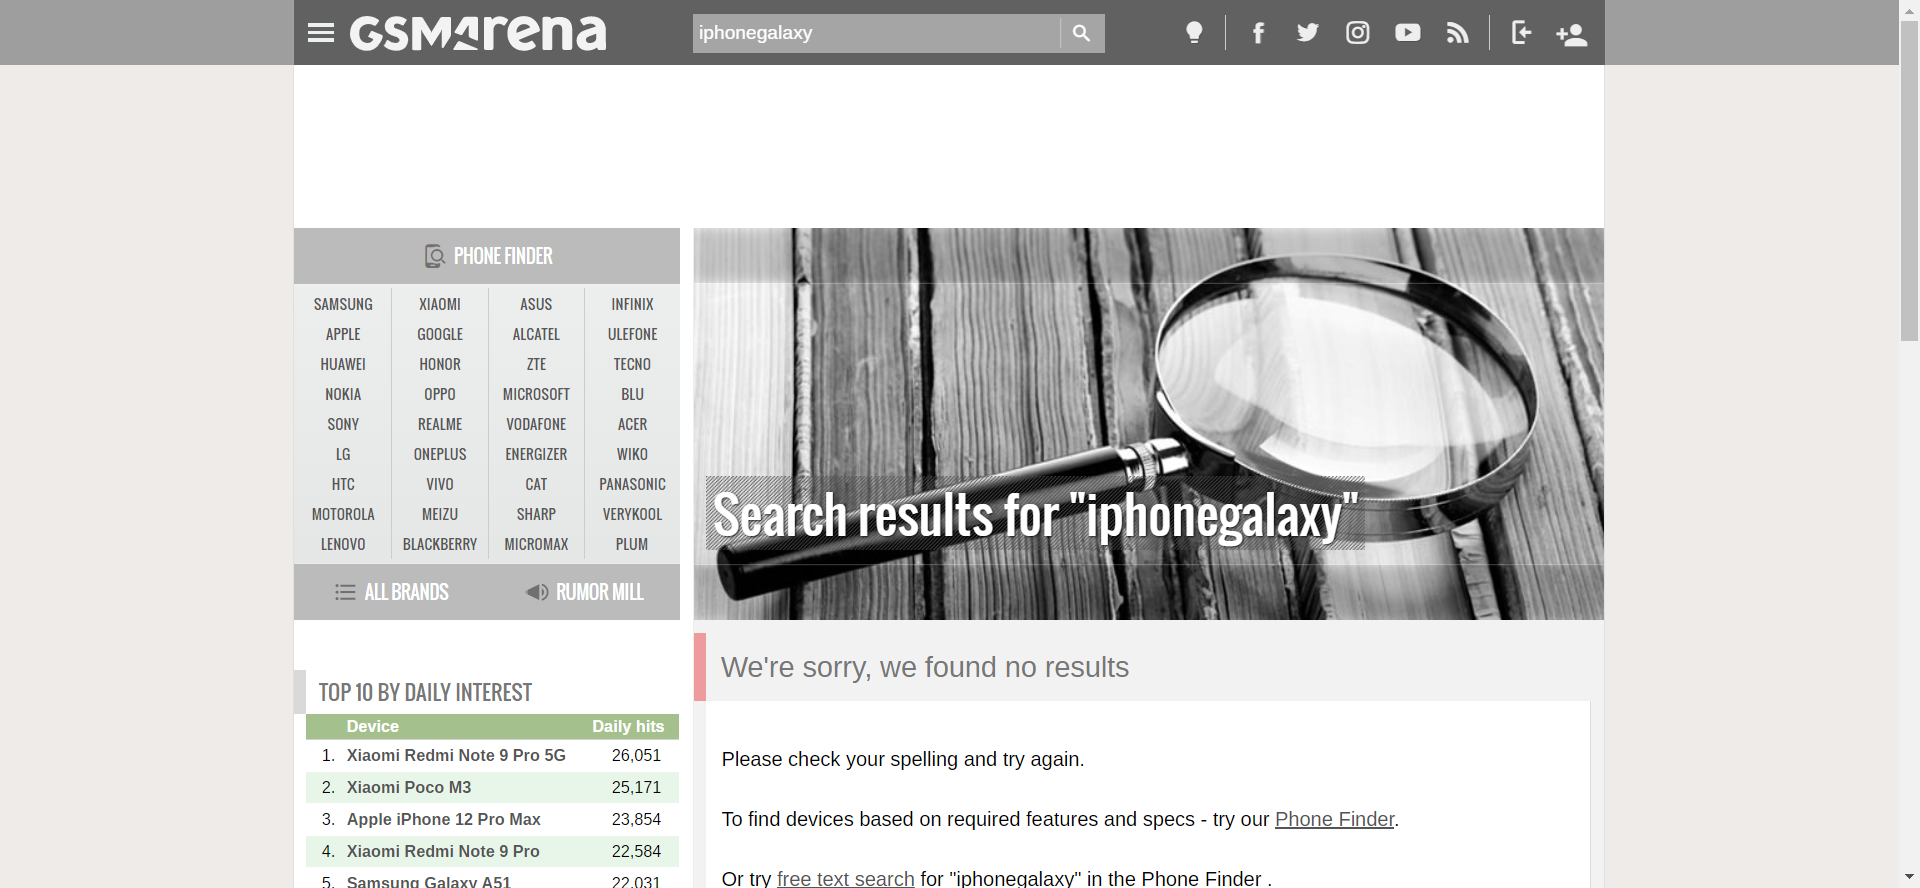 GSMArena
iphonegalaxy
PHONE FINDER
SAMSUNG XIAOMI ASUS INFINIX
APPLE GOOGLE ALCATEL ULEFONE
HUAWEI HONOR ZTE TECNO
NOKIA OPPO MICROSOFT BLU
SONY REALME VODAFONE ACER
LG ONEPLUS ENERGIZER WIKO
HTC VIVO CAT PANASONIC
MOTOROLA MEIZU SHARP VERYKOOL
LENOVO BLACKBERRY MICROMAX PLUM
ALL BRANDS RUMOR MILL
Search results for "iphonegalaxy"
TOP 10 BY DAILY INTEREST
Device Daily hits
1. Xiaomi Redmi Note 9 Pro 5G 26,051
2. Xiaomi Poco M3 25,171
3. Apple iPhone 12 Pro Max 23,854
4. Xiaomi Redmi Note 9 Pro 22,584
5. Samsung Galaxy A51 22,031
We're sorry, we found no results
Please check your spelling and try again.
To find devices based on required features and specs - try our Phone Finder.
Or try free text search for "iphonegalaxy" in the Phone Finder .